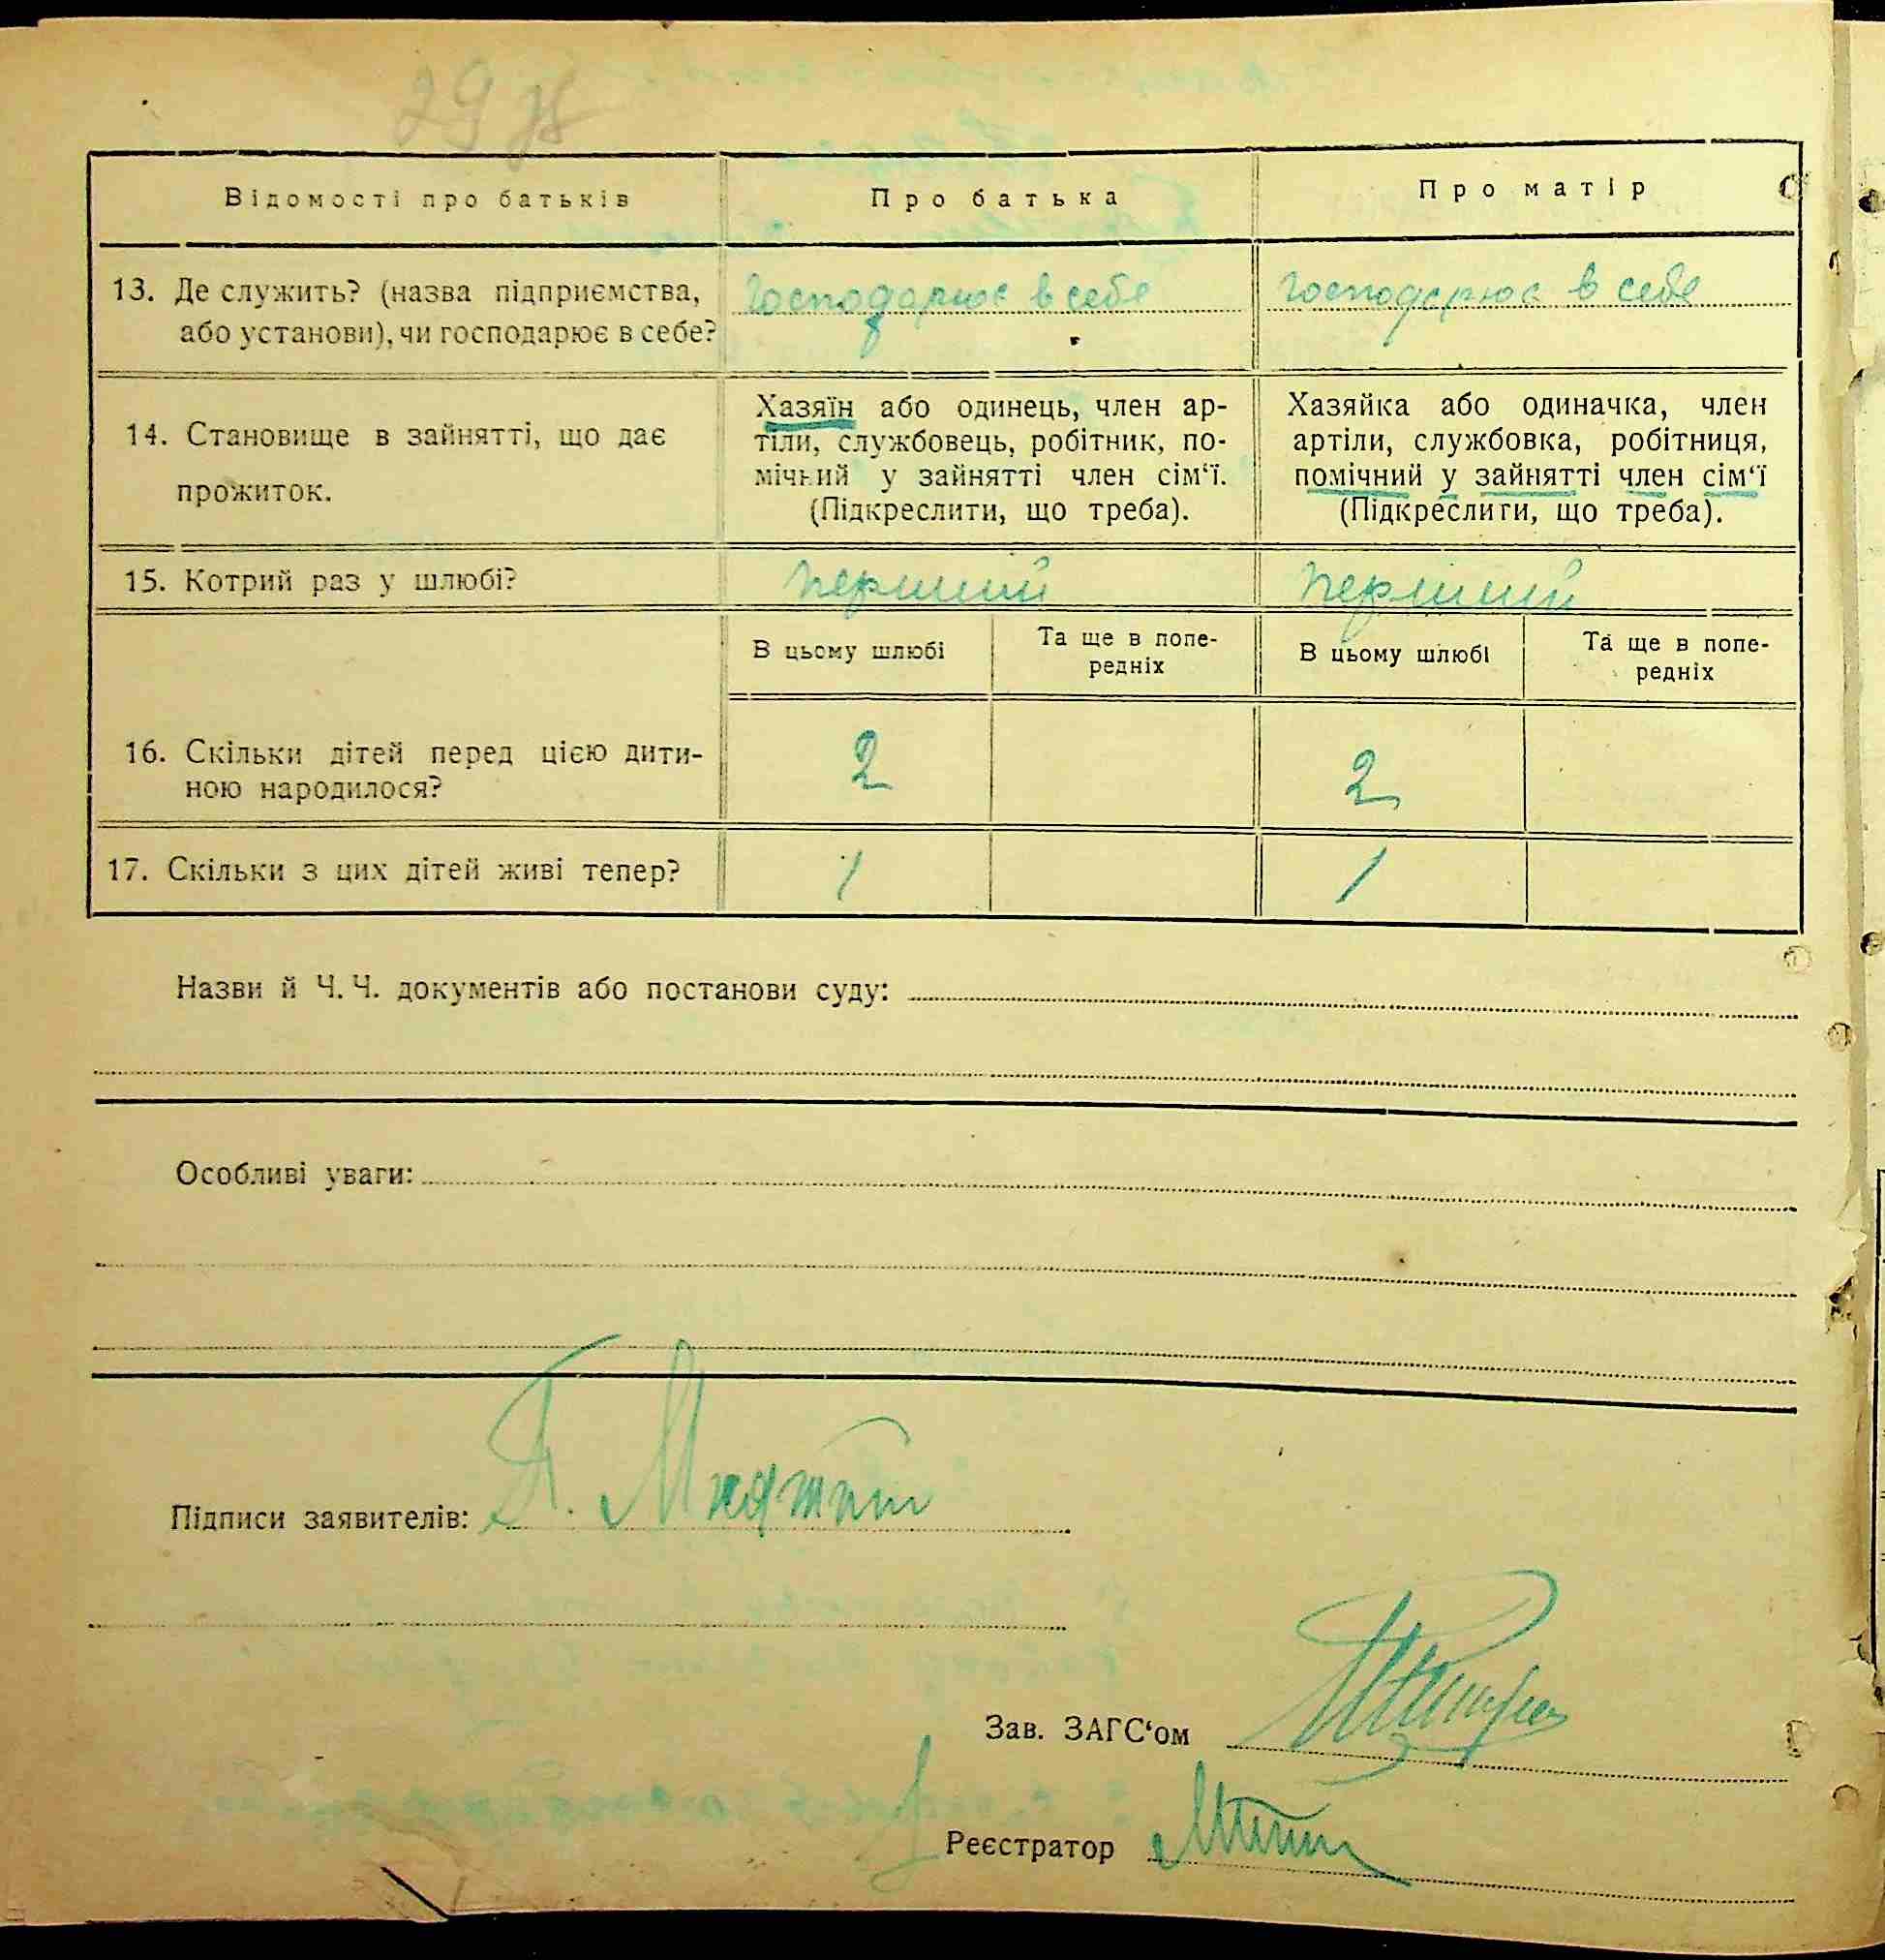 29
Відомості про батьків
Про батька
Про матір
13. Де служить? (назва підприємства,
або установи), чи господарює в себе?
Господарює в себе
Господарює в себе
14. Становище в зайнятті, що дає
прожиток.
Хазяїн або одинець, член ар-
тіли, службовець, робітник, по-
мічний у зайнятті член сім‘ї.
(Підкреслити, що треба).
Хазяйка або одиначка, член
артіли, службовка, робітниця,
помічний у зайнятті член сім‘ї
(Підкреслити, що треба).
15. Котрий раз у шлюбі?
перший
перший
В цьому шлюбі
Та ще в попе-
редніх
В цьому шлюбі
Та ще в попе-
редніх
16. Скільки дітей перед цією дити-
ною народилося?
2
2
17. Скільки з цих дітей живі тепер?
1
1
Назви й Ч. Ч. документів або постанови суду:
Особливі уваги:
Підписи заявителів:
Зав. ЗАГС‘ом
Реєстратор